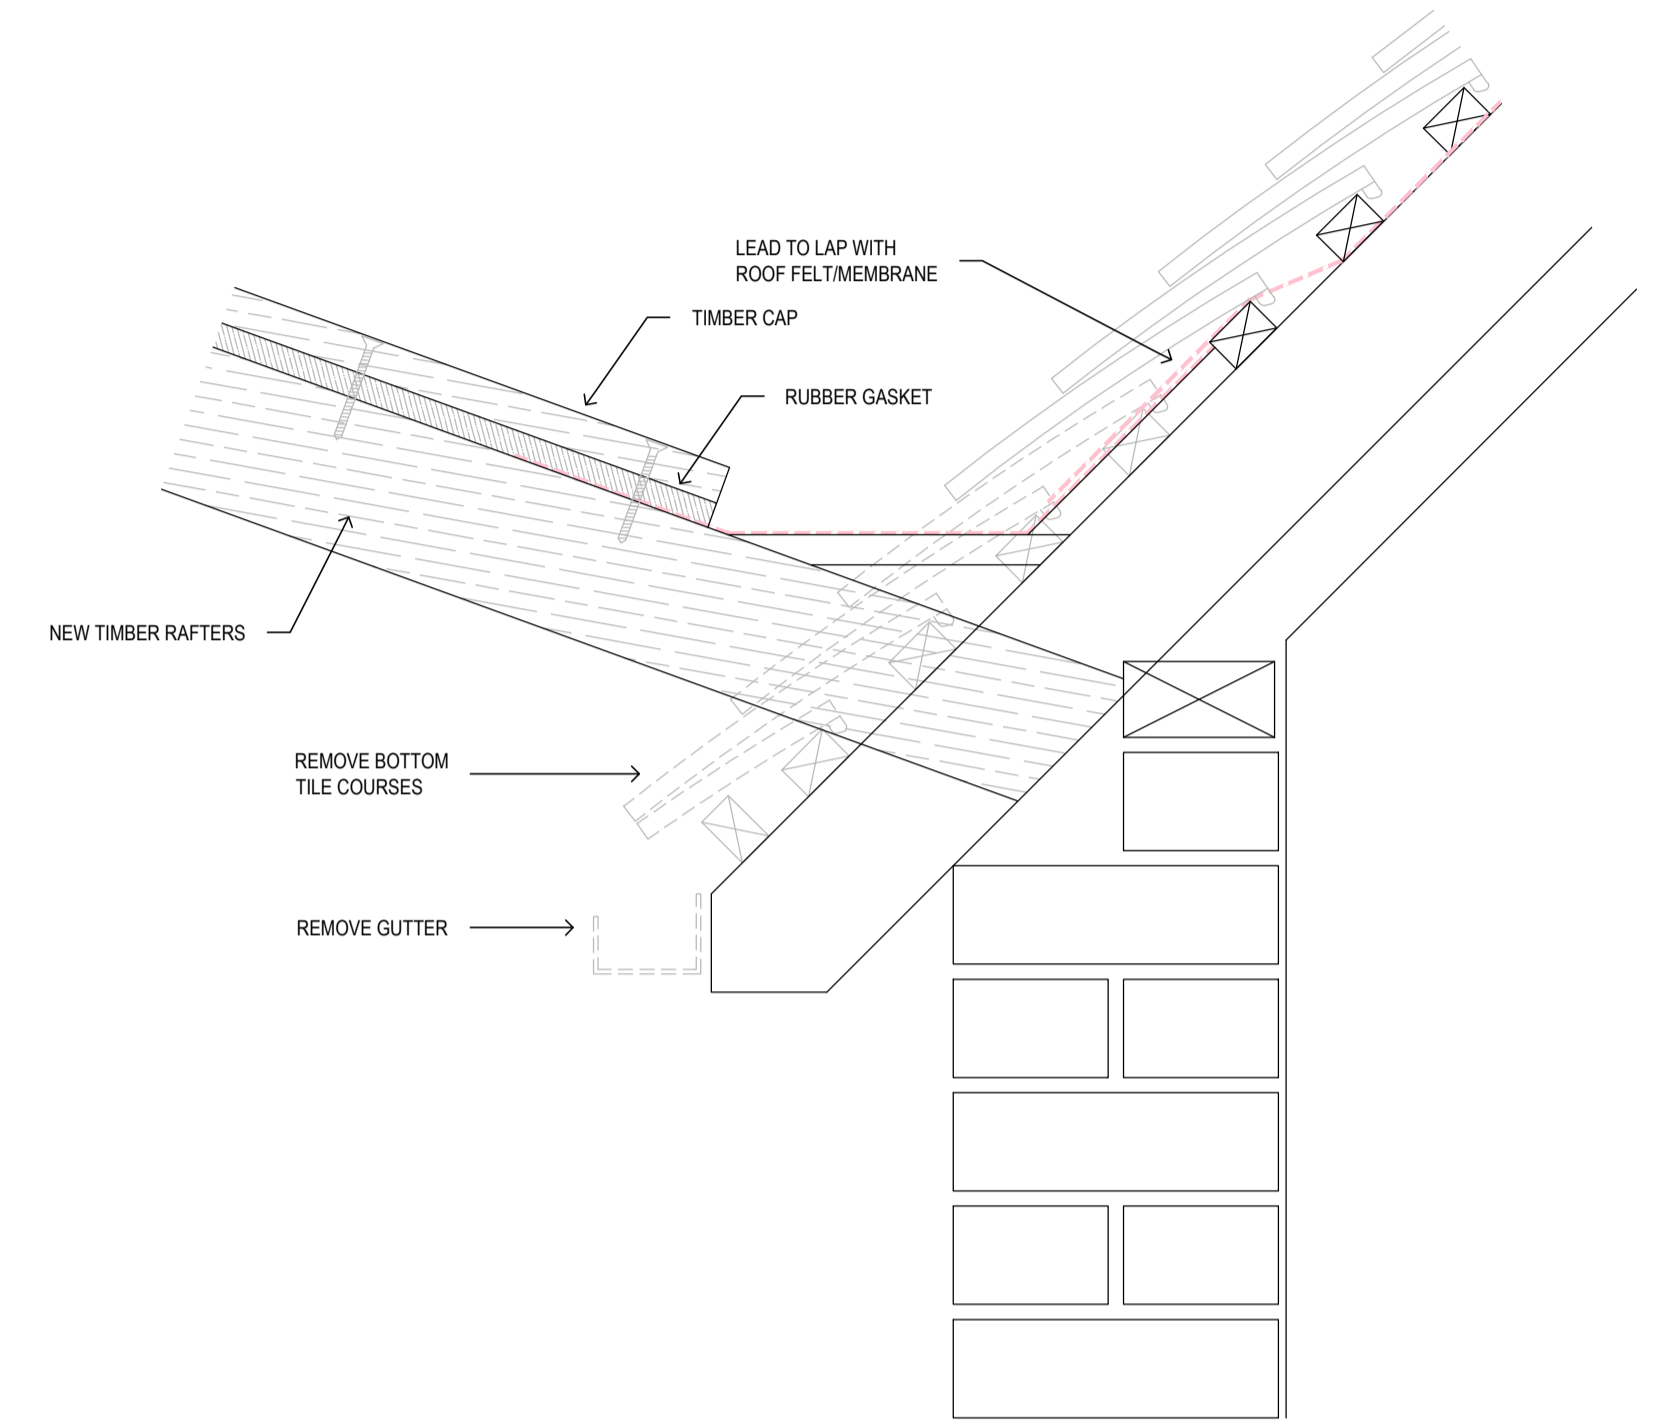 LEAD TO LAP WITH
ROOF FELT/MEMBRANE
TIMBER CAP
RUBBER GASKET
NEW TIMBER RAFTERS
REMOVE BOTTOM
TILE COURSES
REMOVE GUTTER